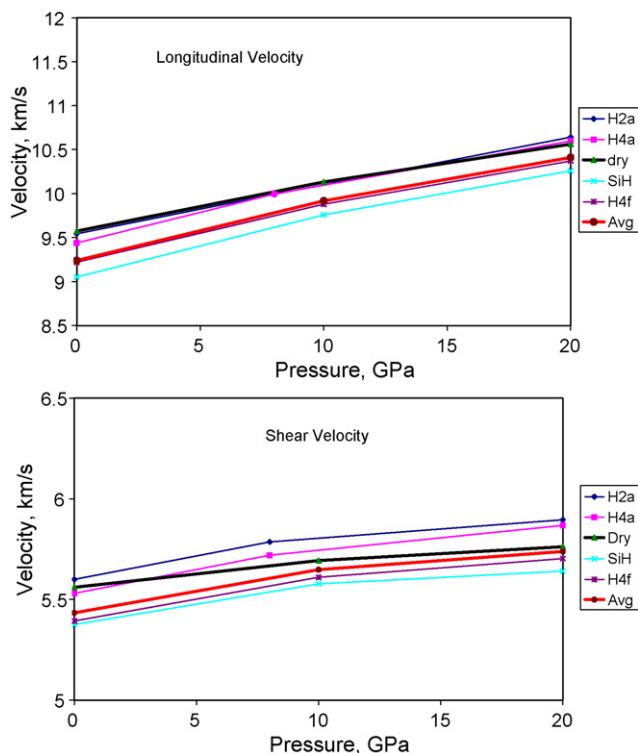 12
11.5
11
10.5
10
9.5
9
8.5
Velocity, km/s
Longitudinal Velocity
0
5
10
15
20
Pressure, GPa
H2a
H4a
dry
SiH
H4f
Avg
6.5
6
5.5
5
Velocity, km/s
Shear Velocity
0
5
10
15
20
Pressure, GPa
H2a
H4a
Dry
SiH
H4f
Avg